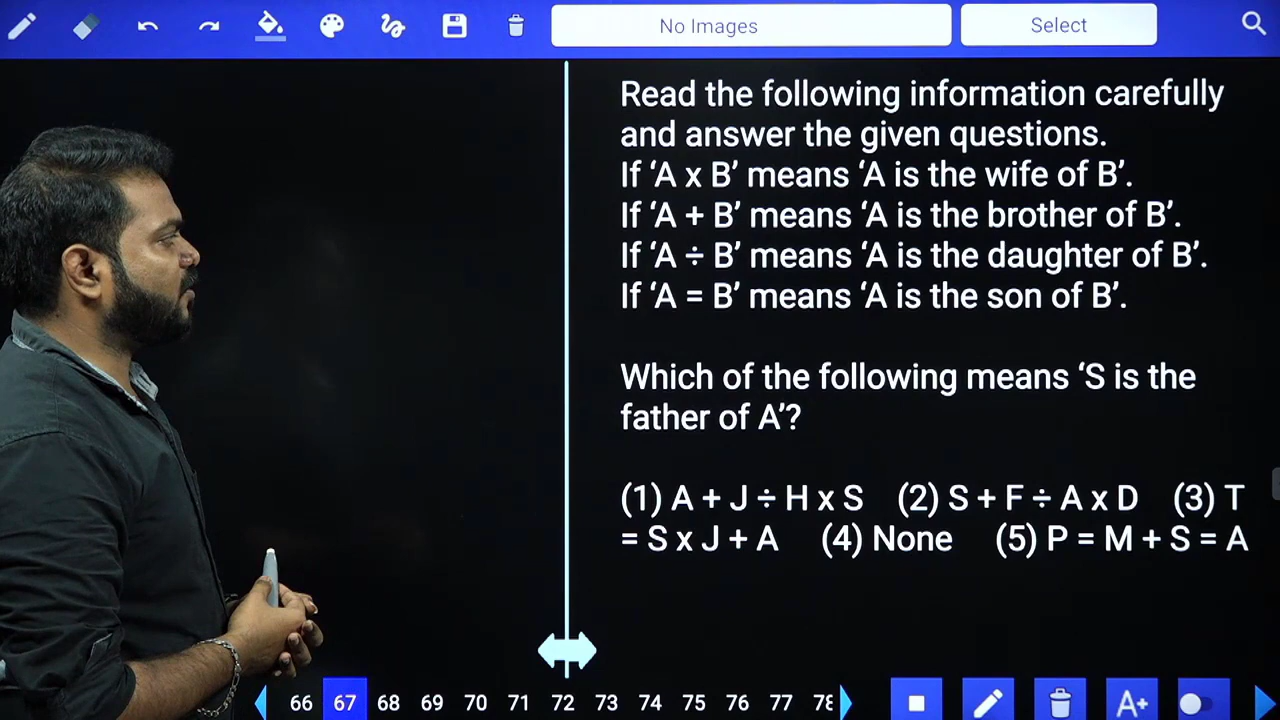 No Images
Select
Read the following information carefully
and answer the given questions.
If ‘A x B’ means ‘A is the wife of B’.
If ‘A + B’ means ‘A is the brother of B’.
If ‘A ÷ B’ means ‘A is the daughter of B’.
If ‘A = B’ means ‘A is the son of B’.
Which of the following means ‘S is the
father of A’?
(1) A + J ÷ H x S (2) S + F ÷ A x D (3) T
= S x J + A (4) None (5) P = M + S = A
66 67 68 69 70 71 72 73 74 75 76 77 78
A+